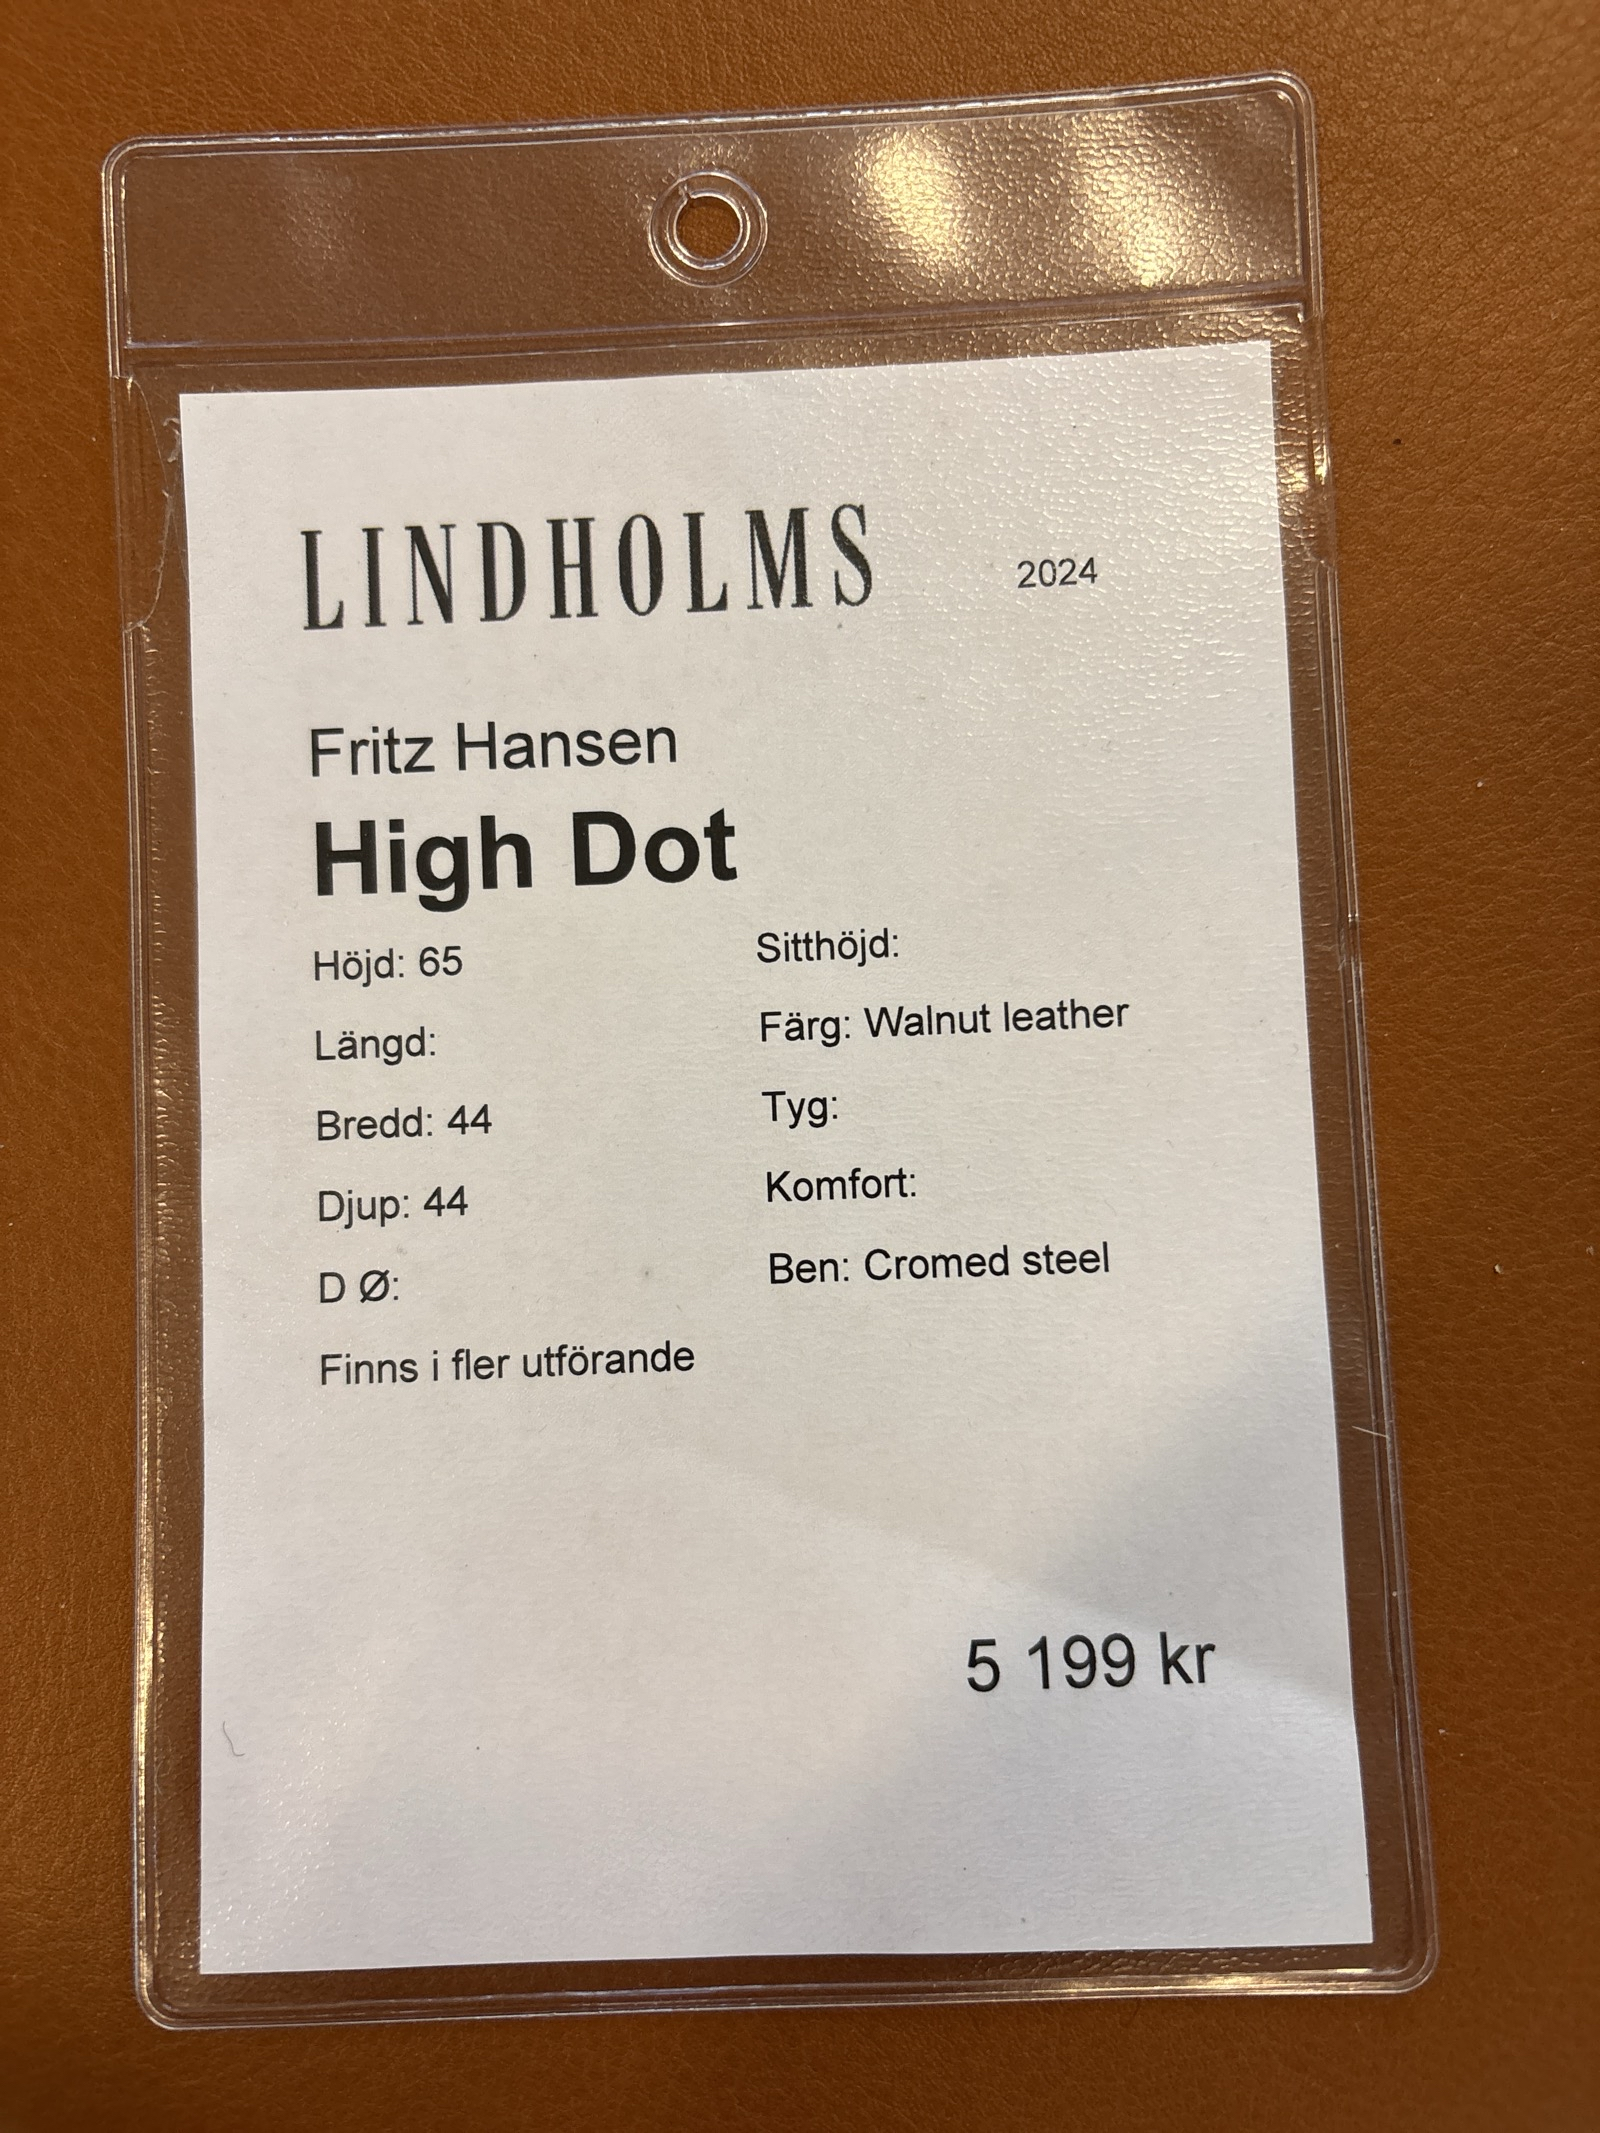 LINDHOLMS 2024
Fritz Hansen
High Dot
Höjd: 65
Längd:
Bredd: 44
Djup: 44
D Ø:
Finns i fler utförande
Sitthöjd:
Färg: Walnut leather
Tyg:
Komfort:
Ben: Cromed steel
5 199 kr